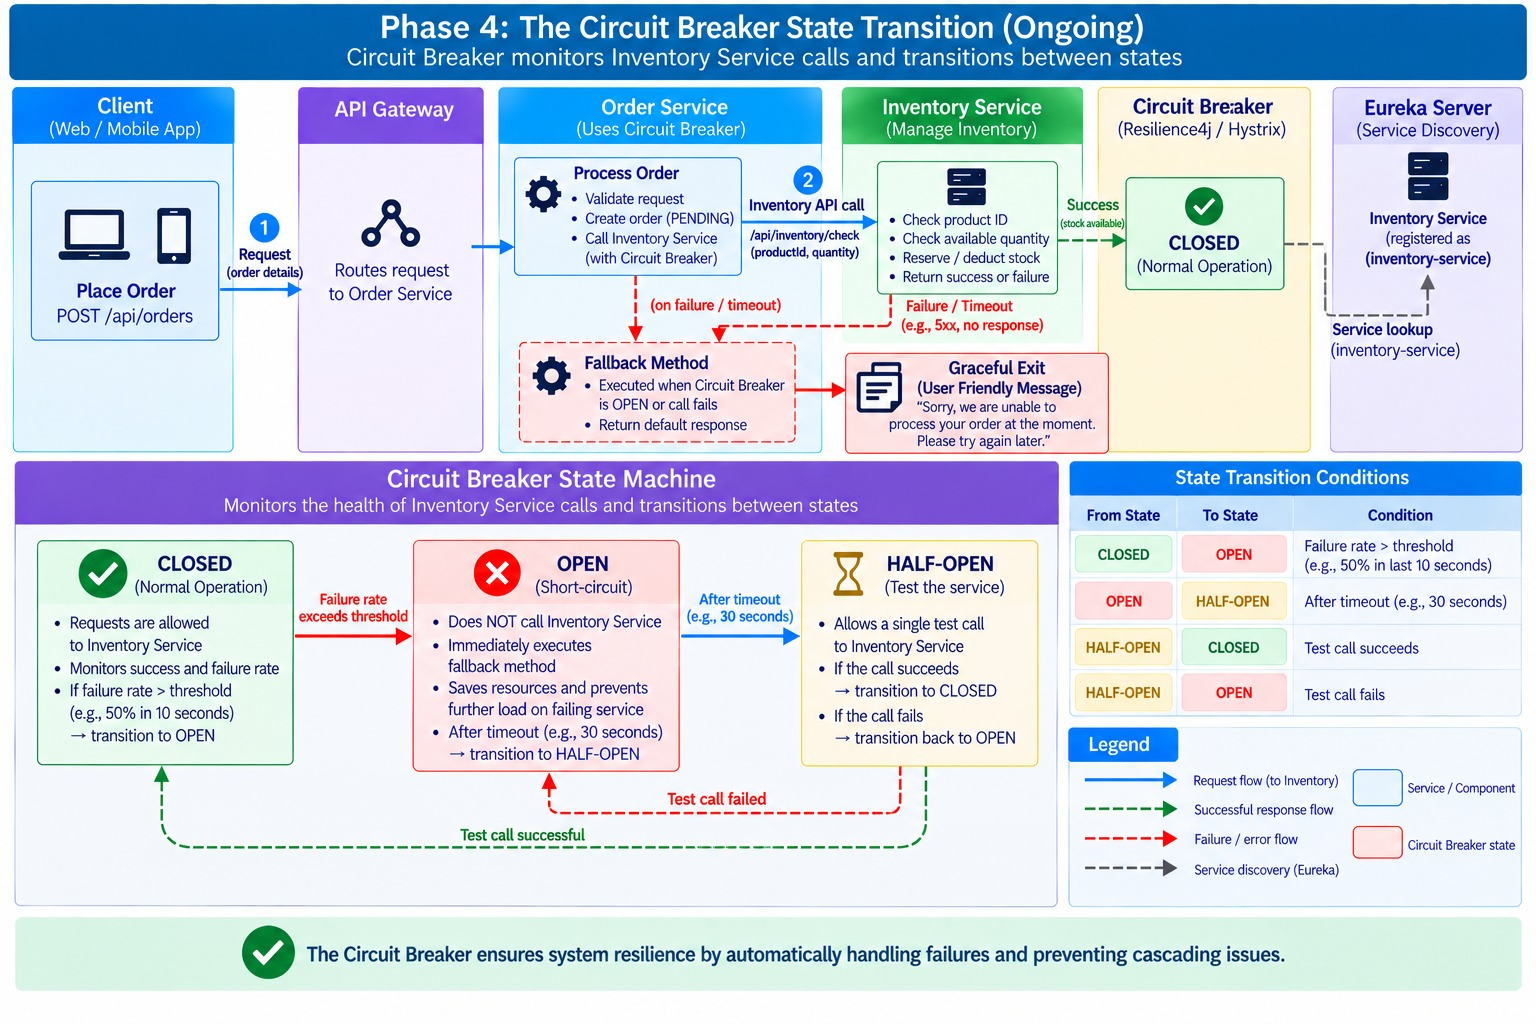 Phase 4: The Circuit Breaker State Transition (Ongoing)
Circuit Breaker monitors Inventory Service calls and transitions between states
Client
(Web / Mobile App)
Place Order
POST /api/orders
1
Request
(order details)
API Gateway
Routes request
to Order Service
Order Service
(Uses Circuit Breaker)
Process Order
• Validate request
• Create order (PENDING)
• Call Inventory Service
(with Circuit Breaker)
(on failure / timeout)
Fallback Method
• Executed when Circuit Breaker
is OPEN or call fails
• Return default response
2
Inventory API call
/api/inventory/check
(productId, quantity)
Inventory Service
(Manage Inventory)
• Check product ID
• Check available quantity
• Reserve / deduct stock
• Return success or failure
Failure / Timeout
(e.g., 5xx, no response)
Graceful Exit
(User Friendly Message)
“Sorry, we are unable to
process your order at the moment.
Please try again later.”
Success
(stock available)
Circuit Breaker
(Resilience4j / Hystrix)
CLOSED
(Normal Operation)
Eureka Server
(Service Discovery)
Inventory Service
(registered as
(inventory-service)
Service lookup
(inventory-service)
Circuit Breaker State Machine
Monitors the health of Inventory Service calls and transitions between states
CLOSED
(Normal Operation)
• Requests are allowed
to Inventory Service
• Monitors success and failure rate
• If failure rate > threshold
(e.g., 50% in 10 seconds)
→ transition to OPEN
Failure rate
exceeds threshold
OPEN
(Short-circuit)
• Does NOT call Inventory Service
• Immediately executes
fallback method
• Saves resources and prevents
further load on failing service
• After timeout (e.g., 30 seconds)
→ transition to HALF-OPEN
After timeout
(e.g., 30 seconds)
HALF-OPEN
(Test the service)
• Allows a single test call
to Inventory Service
• If the call succeeds
→ transition to CLOSED
• If the call fails
→ transition back to OPEN
Test call failed
Test call successful
State Transition Conditions
From State To State Condition
CLOSED OPEN Failure rate > threshold
(e.g., 50% in last 10 seconds)
OPEN HALF-OPEN After timeout (e.g., 30 seconds)
HALF-OPEN CLOSED Test call succeeds
HALF-OPEN OPEN Test call fails
Legend
Request flow (to Inventory)
Successful response flow
Failure / error flow
Service discovery (Eureka)
Service / Component
Circuit Breaker state
The Circuit Breaker ensures system resilience by automatically handling failures and preventing cascading issues.